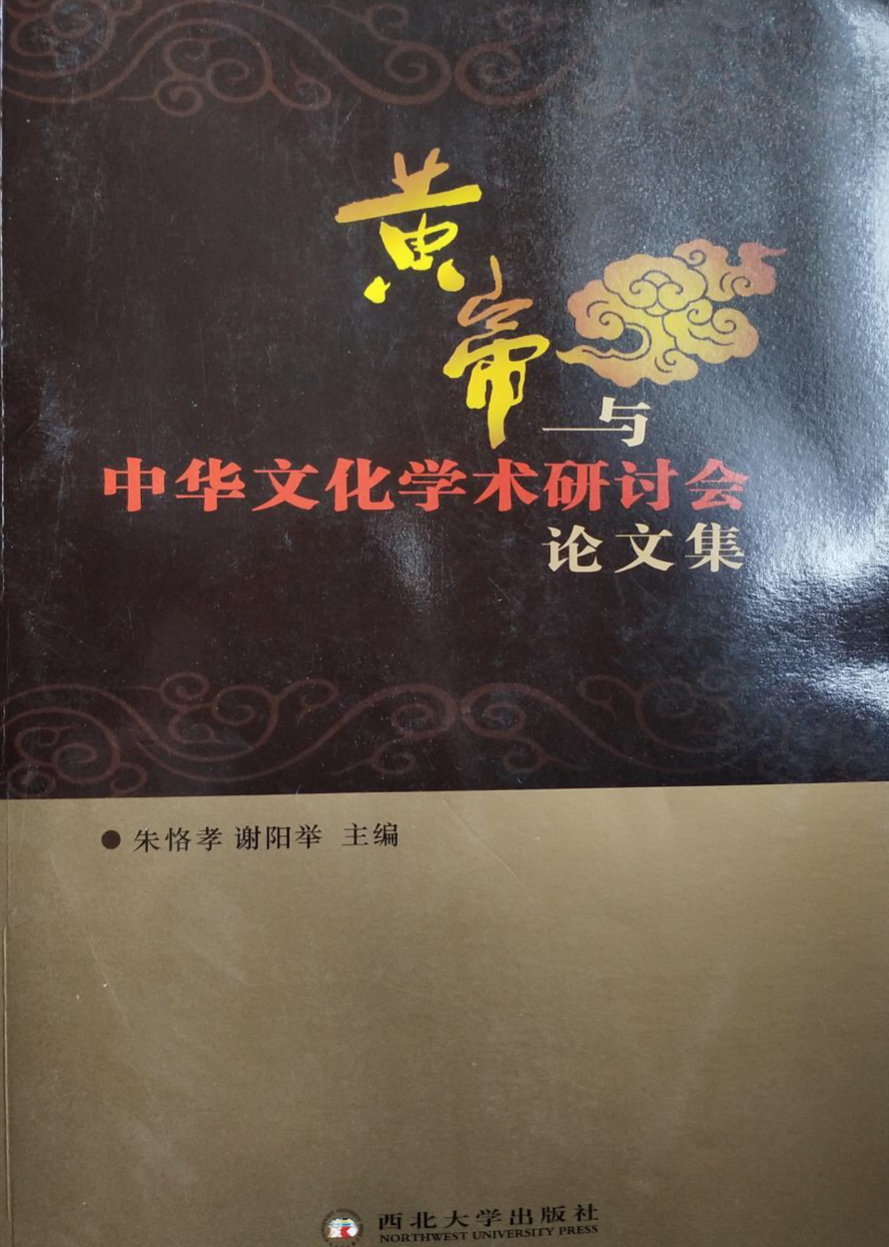 黄帝
与
中华文化学术研讨会
论文集
朱恪孝 谢阳举 主编
西北大学出版社
NORTHWEST UNIVERSITY PRESS